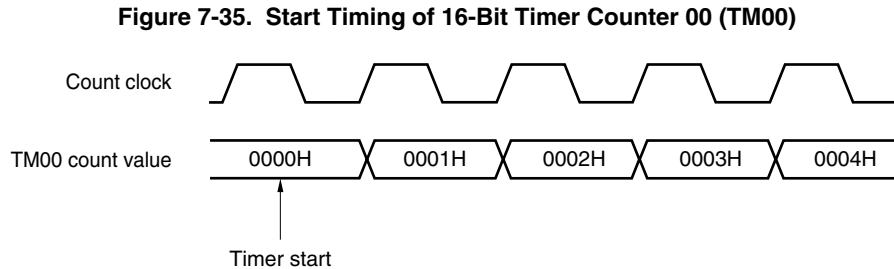 Figure 7-35. Start Timing of 16-Bit Timer Counter 00 (TM00)
Count clock
TM00 count value 0000H 0001H 0002H 0003H 0004H
Timer start